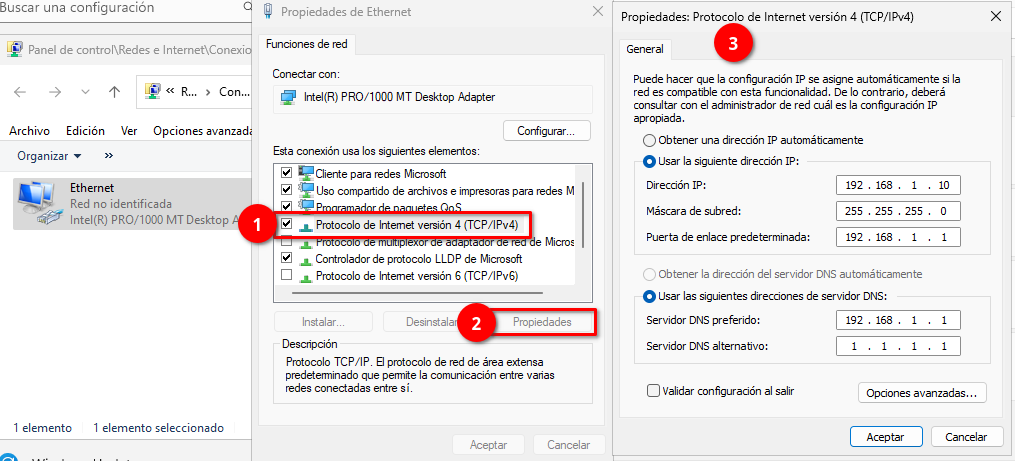 Buscar una configuración
Panel de control\Redes e Internet\Conexio
« R... > Con...
Archivo Edición Ver Opciones avanzada
Organizar »
Ethernet
Red no identificada
Intel(R) PRO/1000 MT Desktop A
1 elemento 1 elemento seleccionado
Propiedades de Ethernet
Funciones de red
Conectar con:
Intel(R) PRO/1000 MT Desktop Adapter
Configurar...
Esta conexión usa los siguientes elementos:
Cliente para redes Microsoft
Uso compartido de archivos e impresoras para redes M
Programador de paquetes QoS
1
Protocolo de Internet versión 4 (TCP/IPv4)
Protocolo de multiplexor de adaptador de red de Micros
Controlador de protocolo LLDP de Microsoft
Protocolo de Internet versión 6 (TCP/IPv6)
Instalar... Desinstalar 2 Propiedades
Descripción
Protocolo TCP/IP. El protocolo de red de área extensa
predeterminado que permite la comunicación entre varias
redes conectadas entre sí.
Aceptar Cancelar
Propiedades: Protocolo de Internet versión 4 (TCP/IPv4)
3
General
Puede hacer que la configuración IP se asigne automáticamente si la
red es compatible con esta funcionalidad. De lo contrario, deberá
consultar con el administrador de red cuál es la configuración IP
apropiada.
Obtener una dirección IP automáticamente
Usar la siguiente dirección IP:
Dirección IP: 192 . 168 . 1 . 10
Máscara de subred: 255 . 255 . 255 . 0
Puerta de enlace predeterminada: 192 . 168 . 1 . 1
Obtener la dirección del servidor DNS automáticamente
Usar las siguientes direcciones de servidor DNS:
Servidor DNS preferido: 192 . 168 . 1 . 1
Servidor DNS alternativo: 1 . 1 . 1 . 1
Validar configuración al salir
Opciones avanzadas...
Aceptar Cancelar